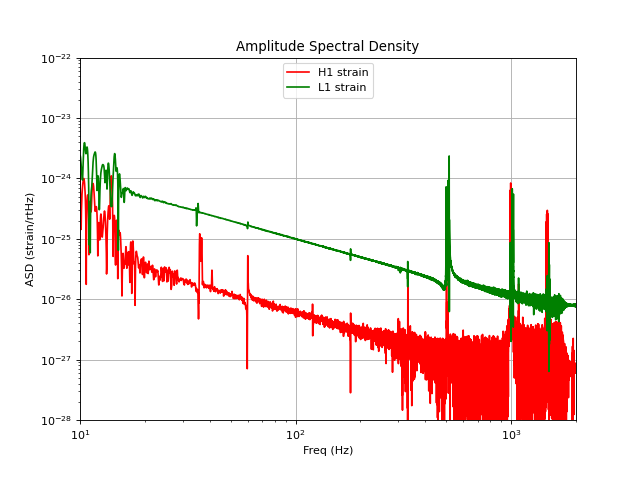 Amplitude Spectral Density
H1 strain
L1 strain
ASD (strain/rtHz)
10⁻²²
10⁻²³
10⁻²⁴
10⁻²⁵
10⁻²⁶
10⁻²⁷
10⁻²⁸
10¹ 10² 10³
Freq (Hz)